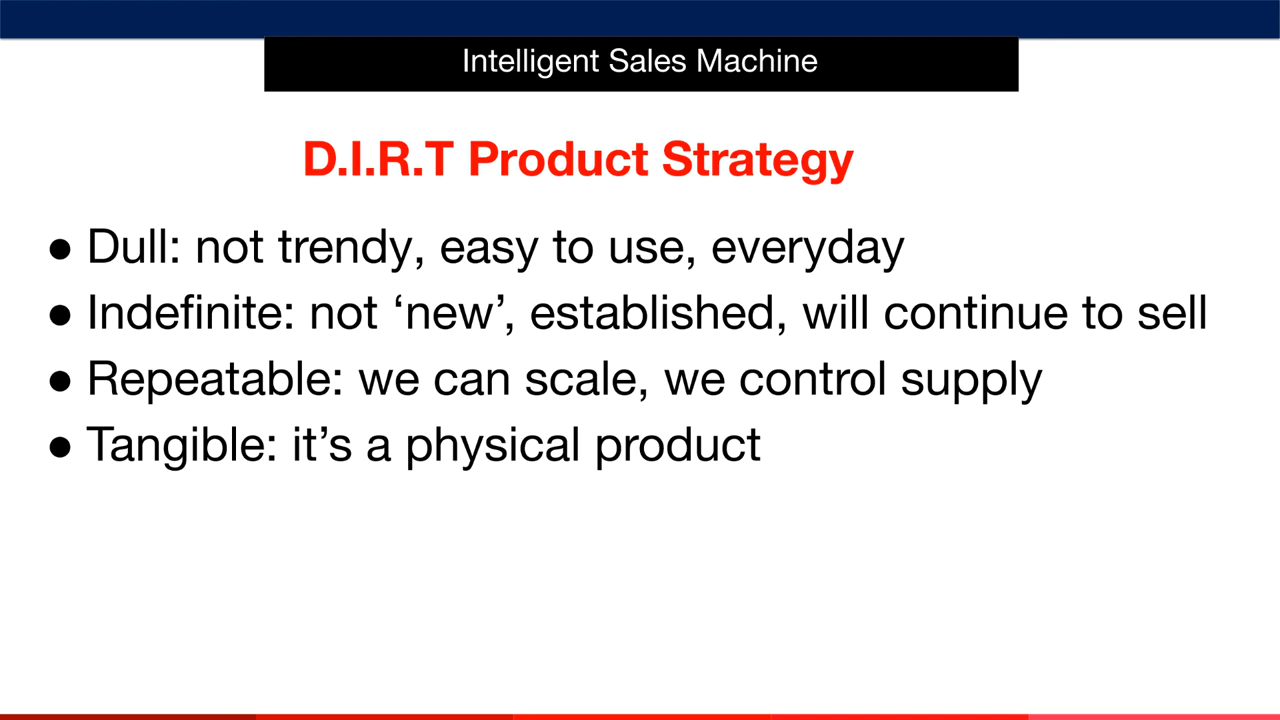 Intelligent Sales Machine
D.I.R.T Product Strategy
● Dull: not trendy, easy to use, everyday
● Indefinite: not ‘new’, established, will continue to sell
● Repeatable: we can scale, we control supply
● Tangible: it’s a physical product